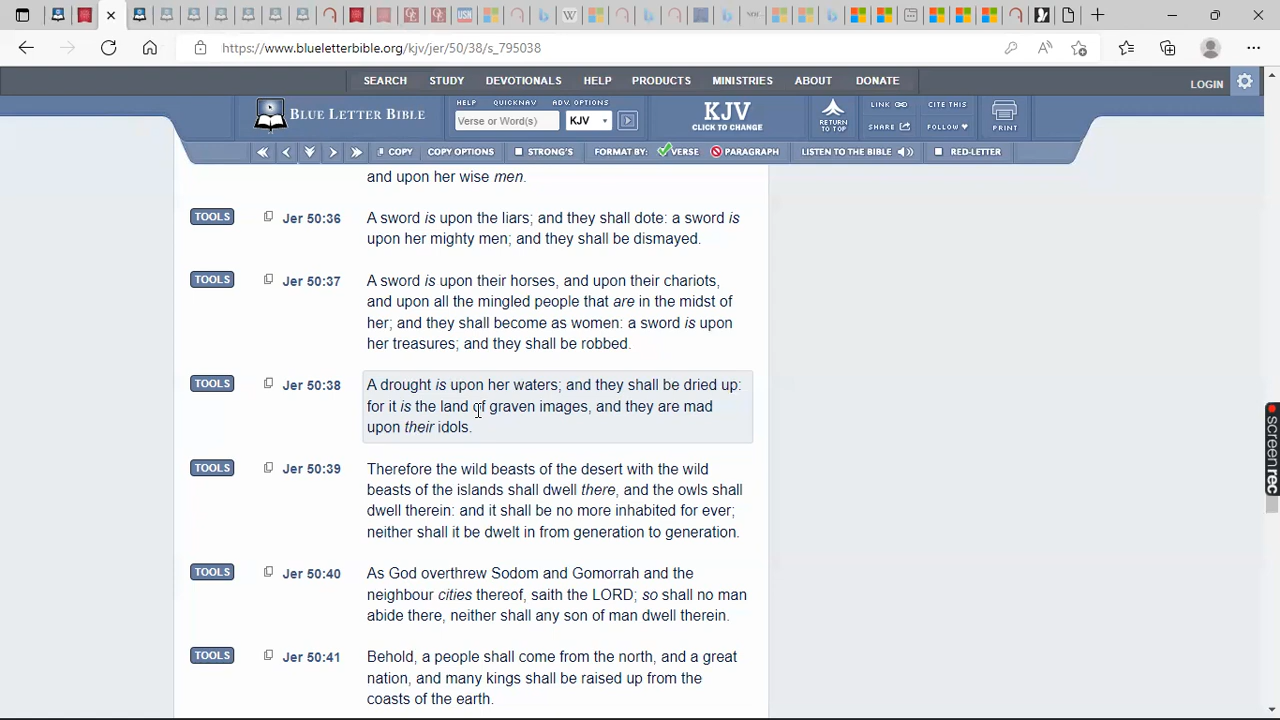 https://www.blueletterbible.org/kjv/jer/50/38/s_795038
SEARCH STUDY DEVOTIONALS HELP PRODUCTS MINISTRIES ABOUT DONATE LOGIN
BLUE LETTER BIBLE
HELP QUICKNAV ADV. OPTIONS
Verse or Word(s) KJV
KJV
CLICK TO CHANGE
RETURN
TO TOP
LINK CITE THIS
SHARE FOLLOW
PRINT
COPY COPY OPTIONS STRONG'S FORMAT BY: VERSE PARAGRAPH LISTEN TO THE BIBLE RED-LETTER
and upon her wise men.
TOOLS Jer 50:36 A sword is upon the liars; and they shall dote: a sword is
upon her mighty men; and they shall be dismayed.
TOOLS Jer 50:37 A sword is upon their horses, and upon their chariots,
and upon all the mingled people that are in the midst of
her; and they shall become as women: a sword is upon
her treasures; and they shall be robbed.
TOOLS Jer 50:38 A drought is upon her waters; and they shall be dried up:
for it is the land of graven images, and they are mad
upon their idols.
TOOLS Jer 50:39 Therefore the wild beasts of the desert with the wild
beasts of the islands shall dwell there, and the owls shall
dwell therein: and it shall be no more inhabited for ever;
neither shall it be dwelt in from generation to generation.
TOOLS Jer 50:40 As God overthrew Sodom and Gomorrah and the
neighbour cities thereof, saith the LORD; so shall no man
abide there, neither shall any son of man dwell therein.
TOOLS Jer 50:41 Behold, a people shall come from the north, and a great
nation, and many kings shall be raised up from the
coasts of the earth.
screenrec